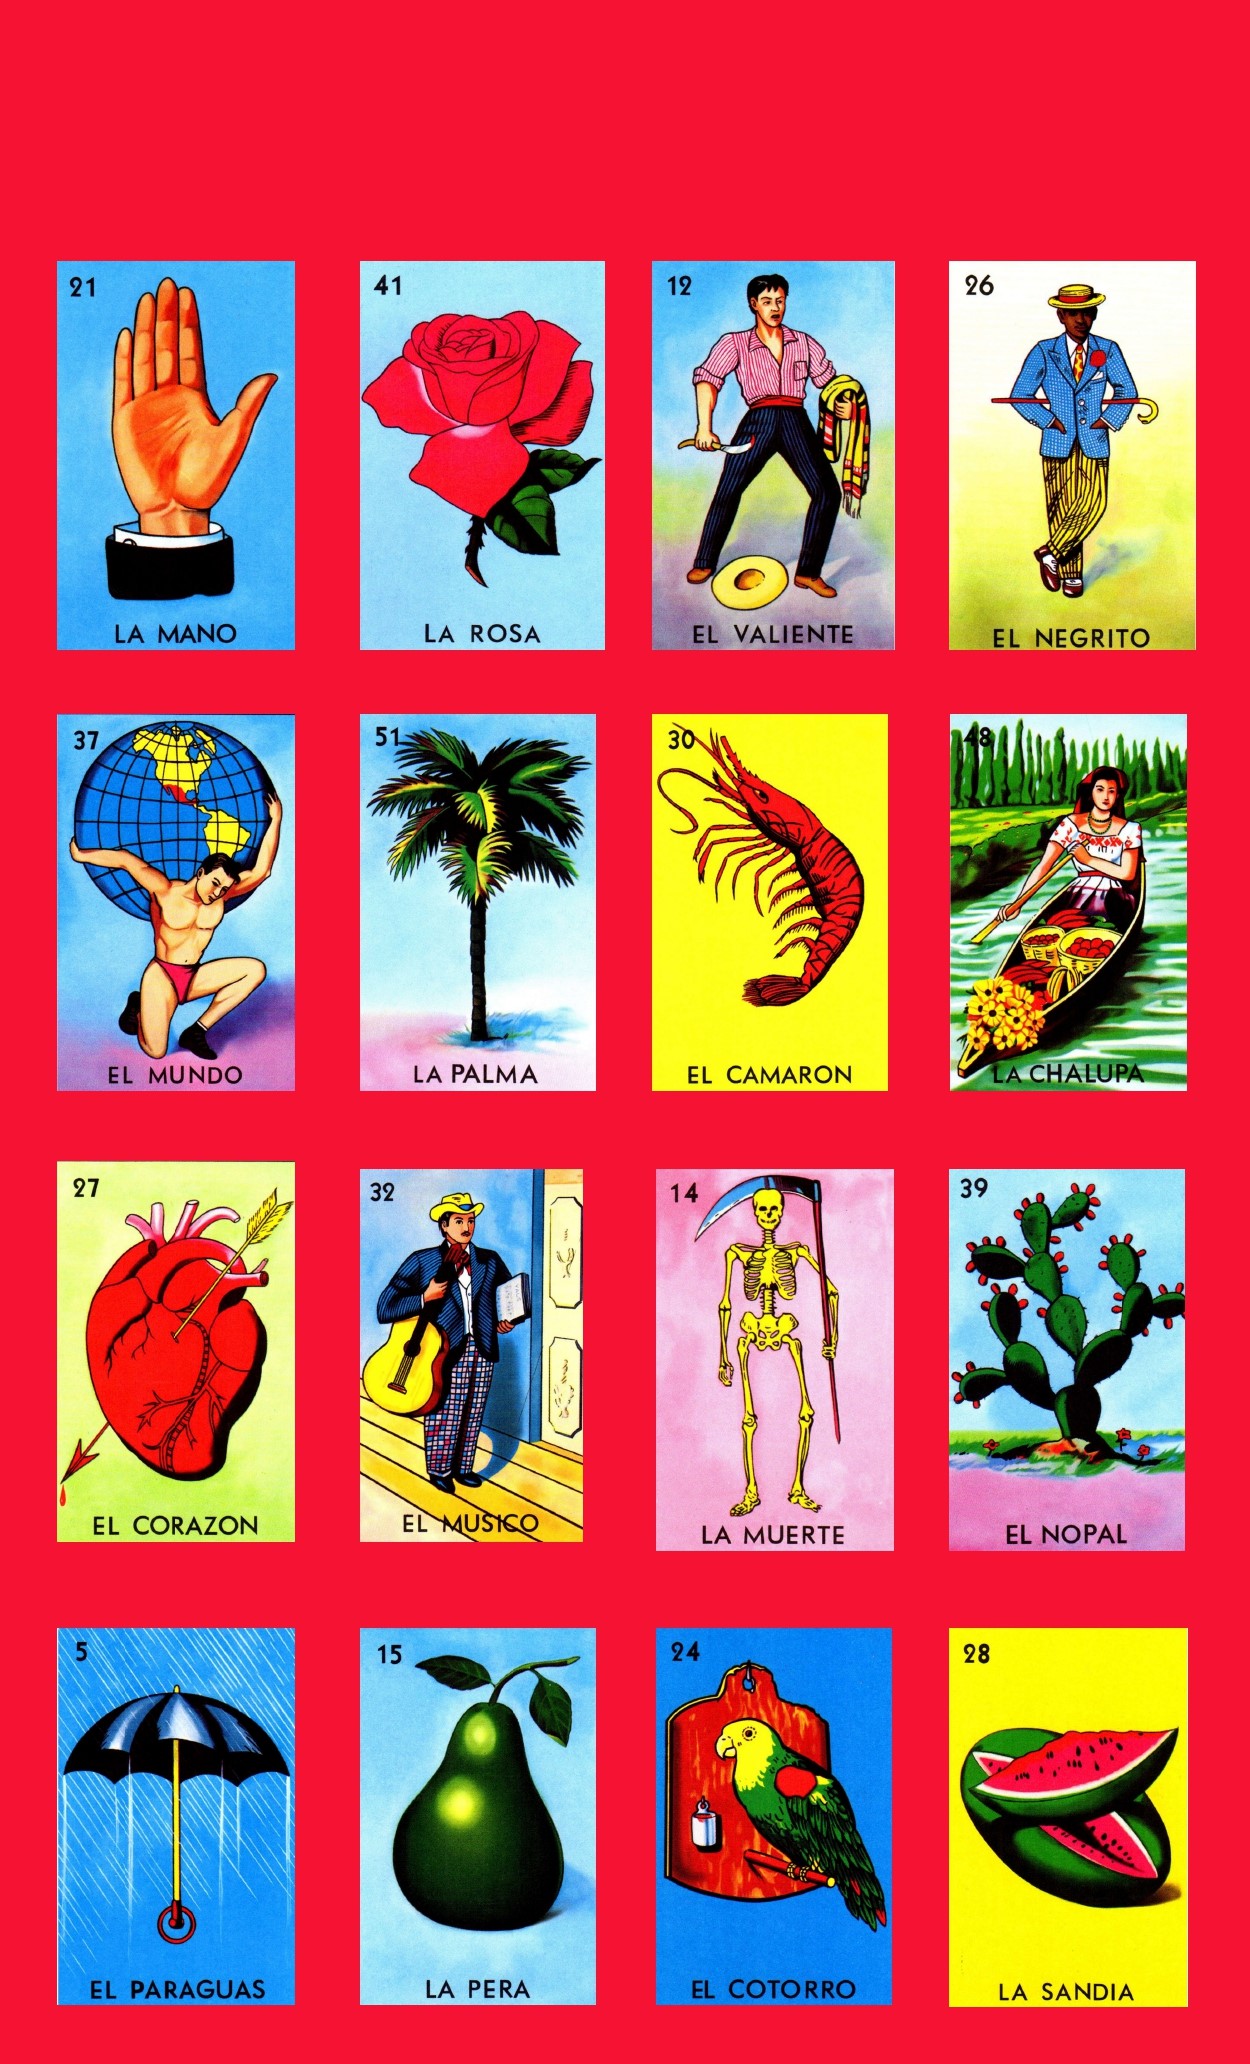 21
LA MANO
41
LA ROSA
12
EL VALIENTE
26
EL NEGRITO
37
EL MUNDO
51
LA PALMA
30
EL CAMARON
48
LA CHALUPA
27
EL CORAZON
32
EL MUSICO
14
LA MUERTE
39
EL NOPAL
5
EL PARAGUAS
15
LA PERA
24
EL COTORRO
28
LA SANDIA